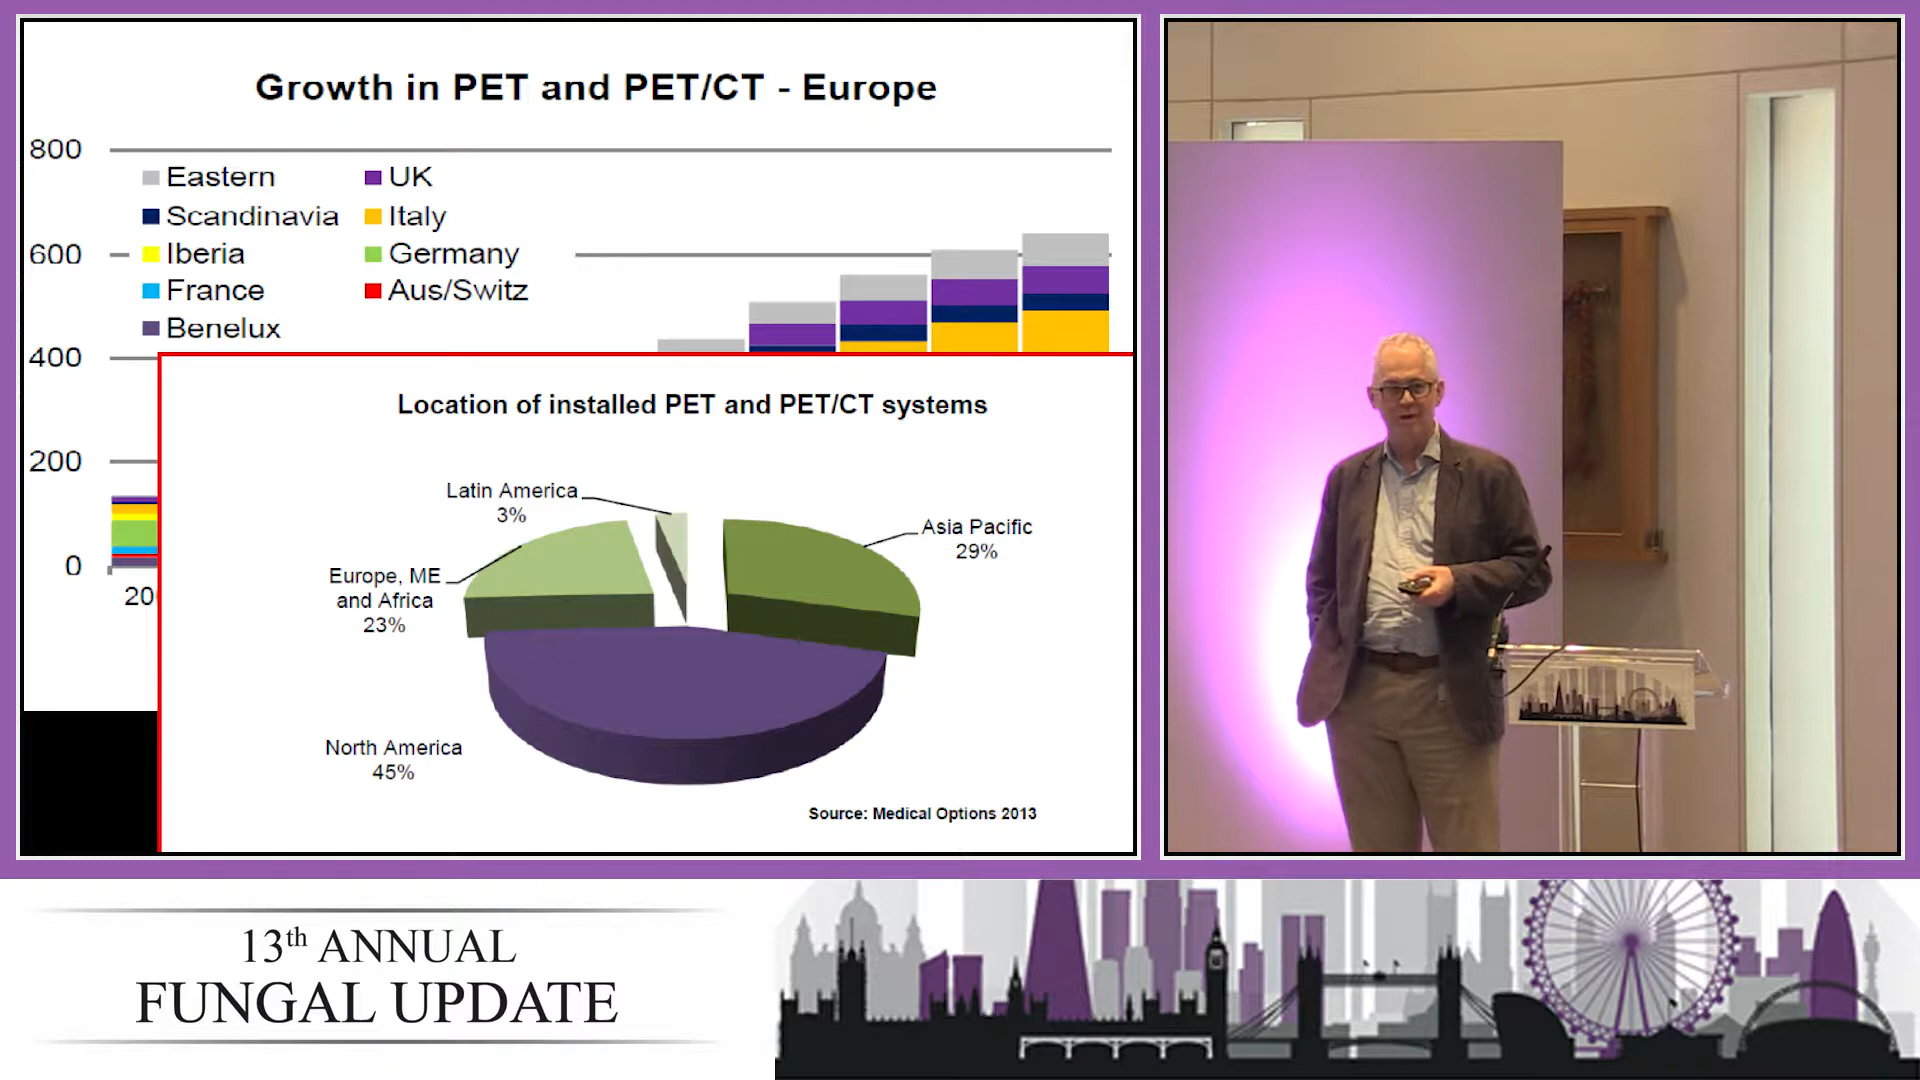 Growth in PET and PET/CT - Europe
800
600
400
200
0
20
Eastern
UK
Scandinavia
Italy
Iberia
Germany
France
Aus/Switz
Benelux
Location of installed PET and PET/CT systems
Latin America
3%
Asia Pacific
29%
Europe, ME
and Africa
23%
North America
45%
Source: Medical Options 2013
13th ANNUAL
FUNGAL UPDATE